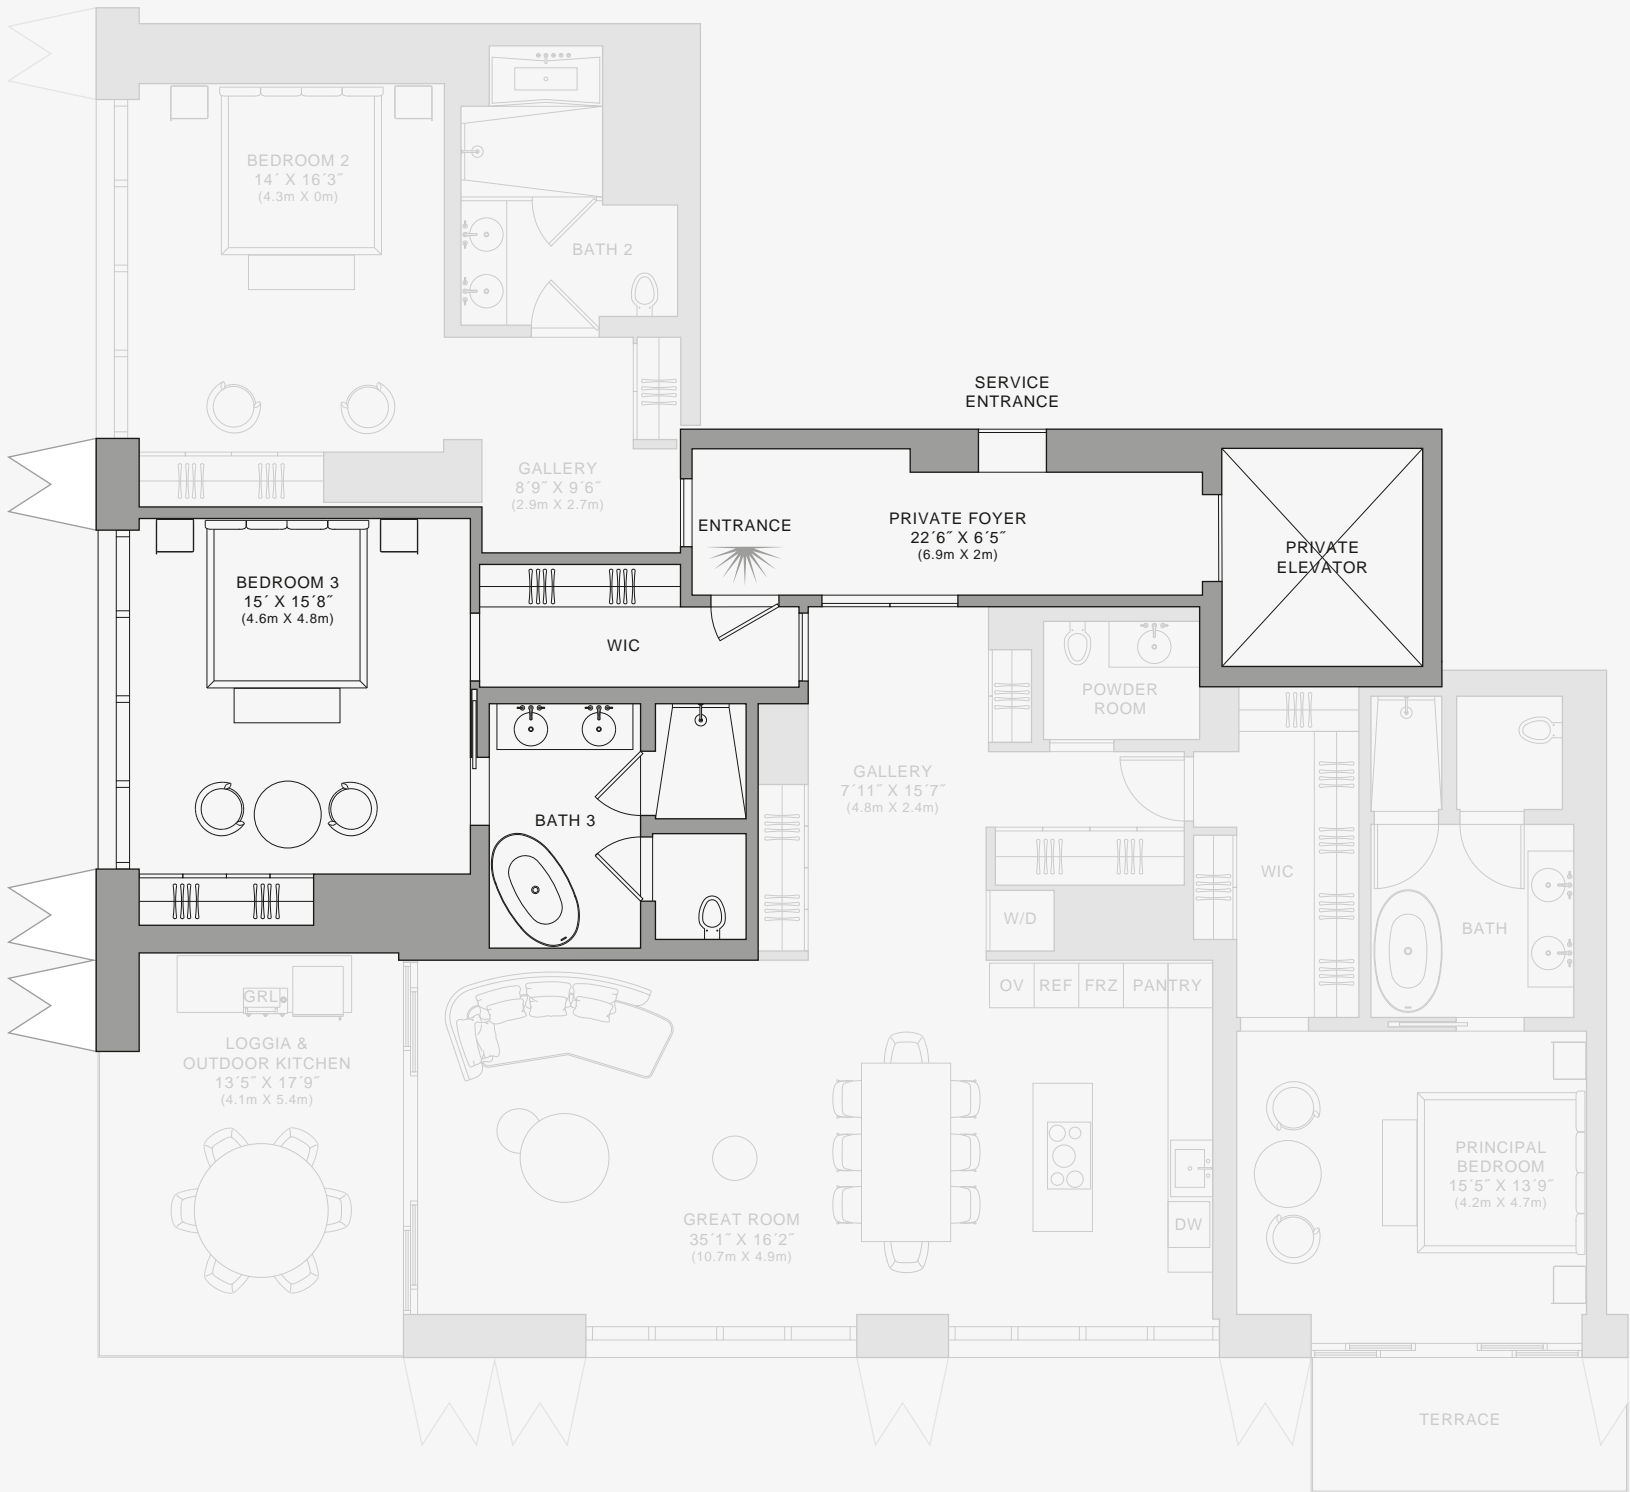 BEDROOM 2
14´ X 16´3˝
(4.3m X 0m)
BATH 2
SERVICE
ENTRANCE
GALLERY
8´9˝ X 9´6˝
(2.9m X 2.7m)
ENTRANCE
PRIVATE FOYER
22´6˝ X 6´5˝
(6.9m X 2m)
PRIVATE
ELEVATOR
BEDROOM 3
15´ X 15´8˝
(4.6m X 4.8m)
WIC
POWDER
ROOM
GALLERY
7´11˝ X 15´7˝
(4.8m X 2.4m)
BATH 3
WIC
W/D
BATH
OV
REF
FRZ
PANTRY
GRL
LOGGIA &
OUTDOOR KITCHEN
13´5˝ X 17´9˝
(4.1m X 5.4m)
PRINCIPAL
BEDROOM
15´5˝ X 13´9˝
(4.2m X 4.7m)
GREAT ROOM
35´1˝ X 16´2˝
(10.7m X 4.9m)
DW
TERRACE